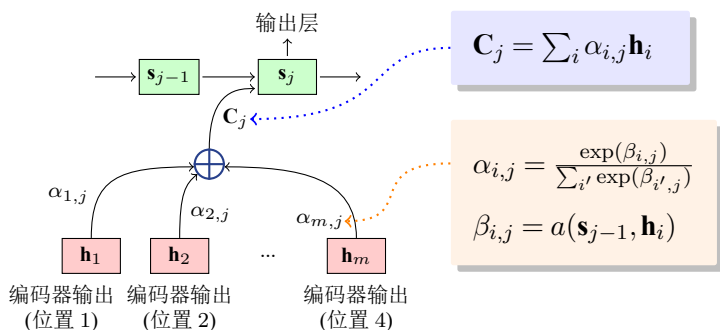 输出层
s_{j−1}
s_j
C_j
C_j = ∑_i α_{i,j} h_i
α_{1,j}
α_{2,j}
α_{m,j}
α_{i,j} = exp(β_{i,j}) / ∑_{i′} exp(β_{i′,j})
β_{i,j} = a(s_{j−1}, h_i)
h_1
h_2
...
h_m
编码器输出
(位置 1)
编码器输出
(位置 2)
编码器输出
(位置 4)